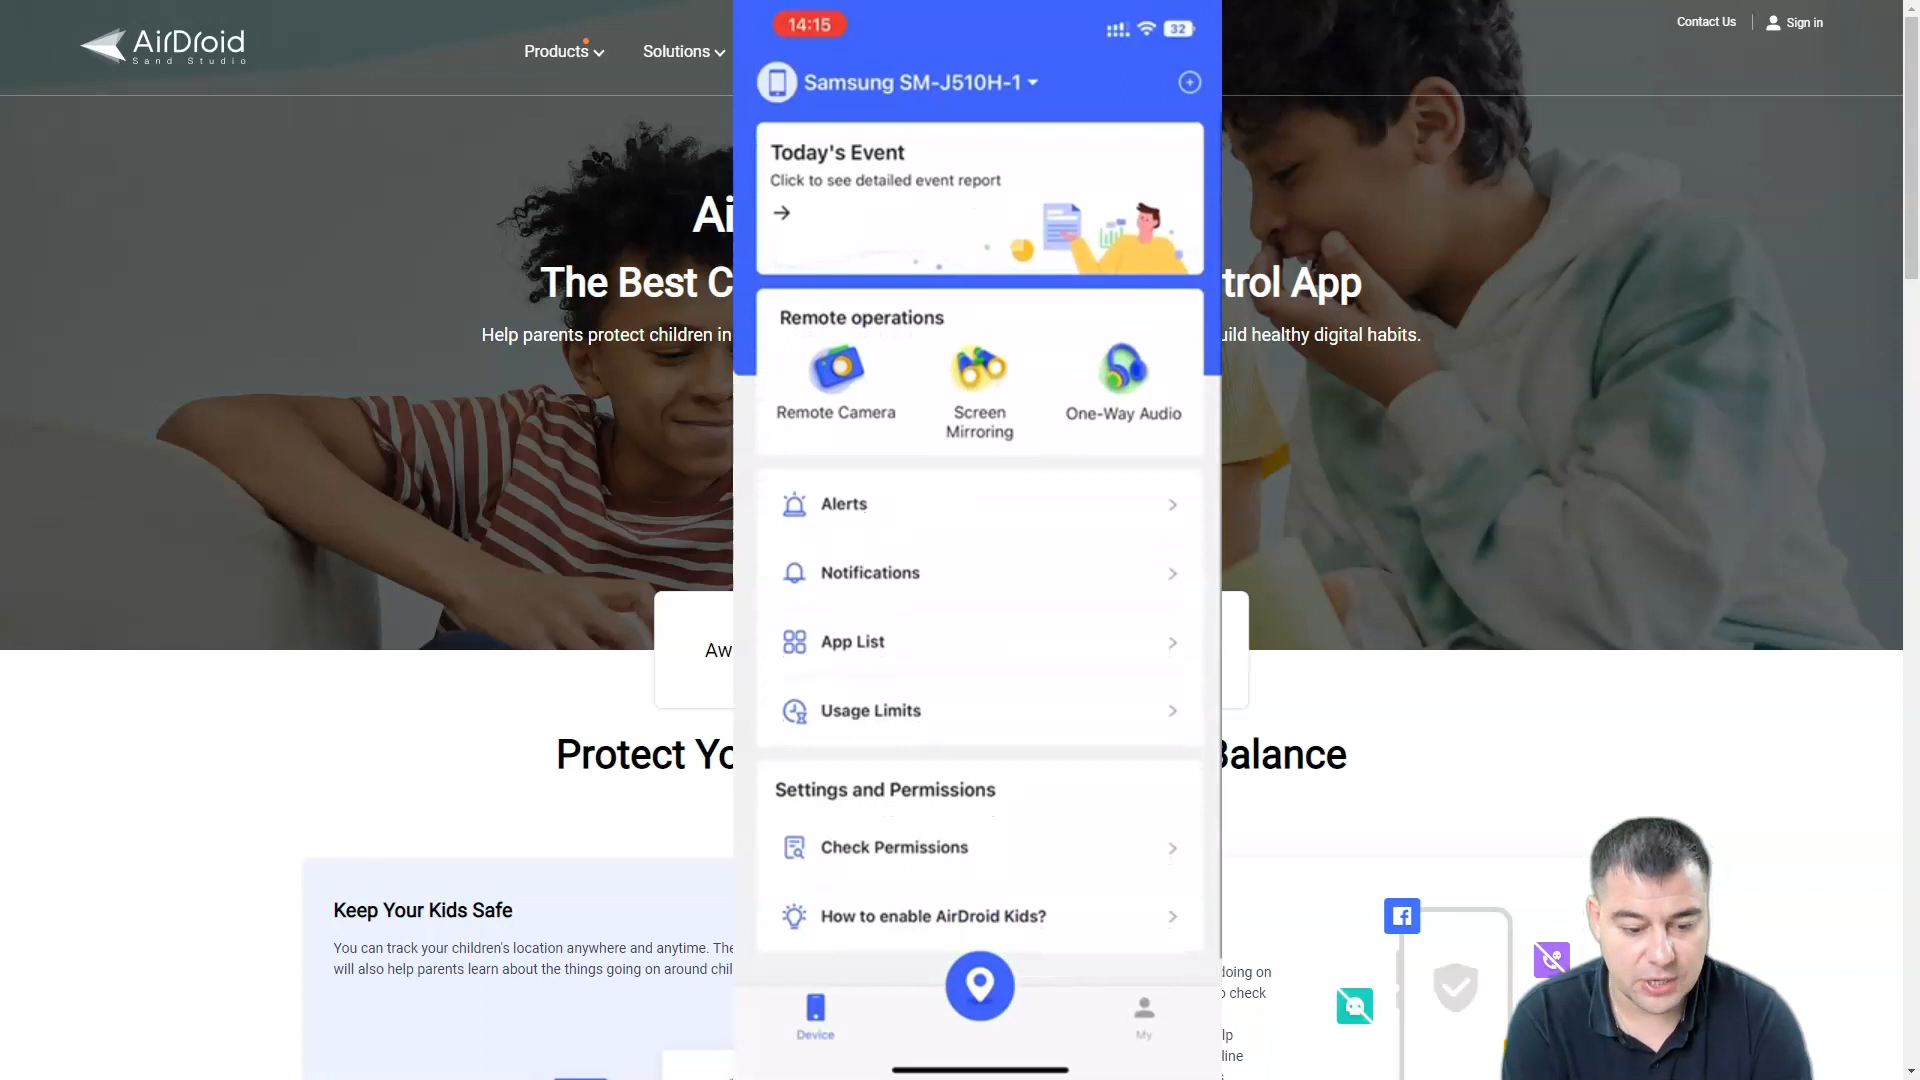 AirDroid
Sand Studio
Products
Solutions
Contact Us
Sign in
Ai
The Best C
trol App
Help parents protect children in
uild healthy digital habits.
14:15
32
Samsung SM-J510H-1
Today's Event
Click to see detailed event report
Remote operations
Remote Camera
Screen
Mirroring
One-Way Audio
Alerts
Notifications
App List
Usage Limits
Settings and Permissions
Check Permissions
How to enable AirDroid Kids?
Device
My
Aw
Protect Yo
Balance
Keep Your Kids Safe
You can track your children's location anywhere and anytime. The
will also help parents learn about the things going on around chil
doing on
o check
lp
line